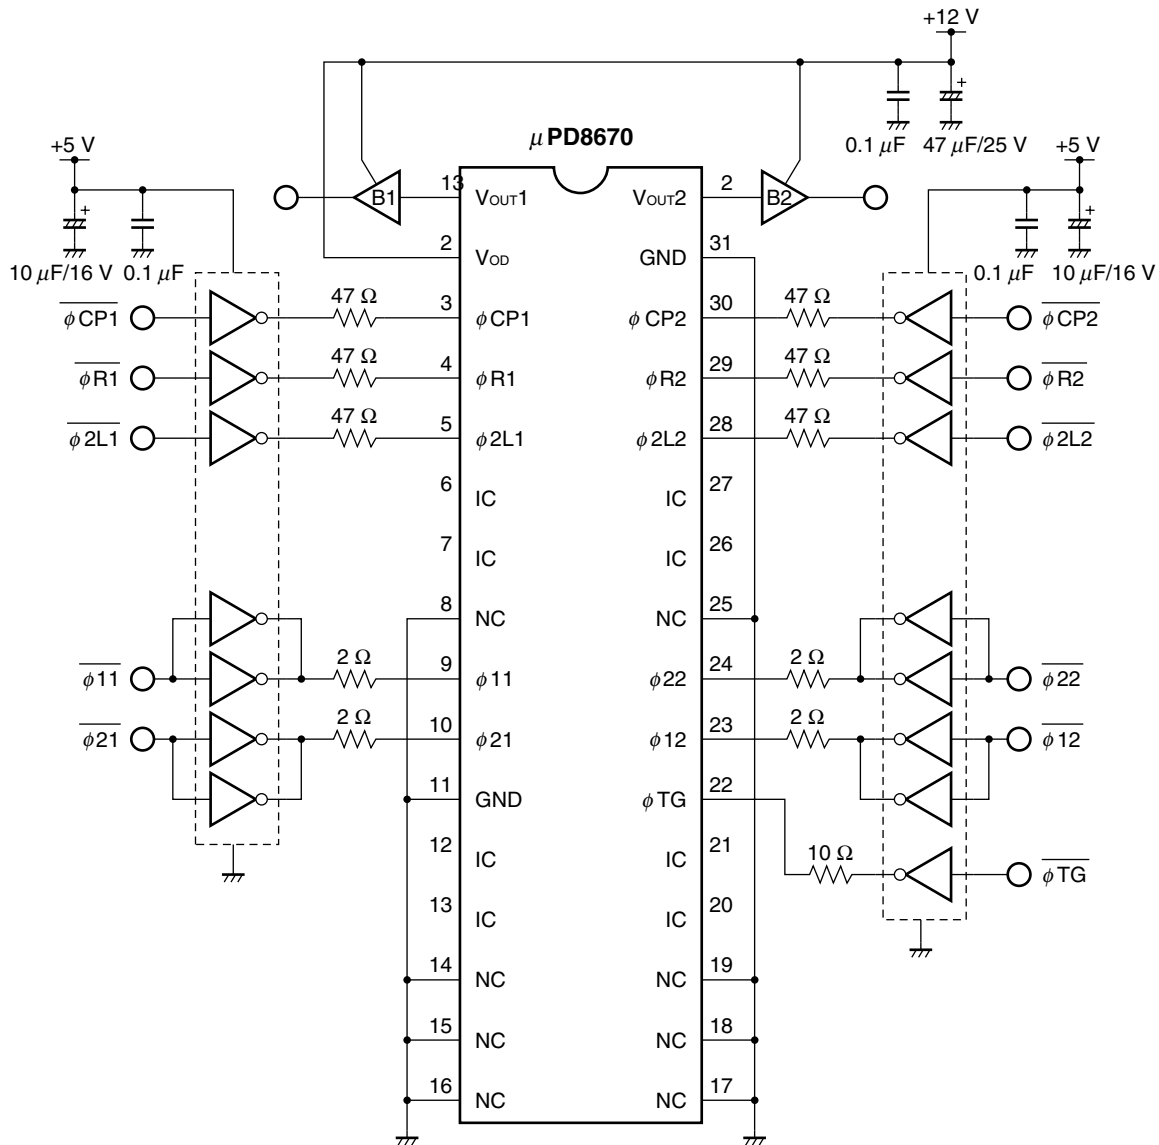 +12 V
0.1 μF 47 μF/25 V
μ PD8670
+5 V +5 V
13 VOUT1 B1 VOUT2 2 B2
10 μF/16 V 0.1 μF 2 VOD GND 31 0.1 μF 10 μF/16 V
φCP1 47 Ω 3 φCP1 φCP2 30 47 Ω φCP2
φR1 47 Ω 4 φR1 φR2 29 47 Ω φR2
φ2L1 47 Ω 5 φ2L1 φ2L2 28 47 Ω φ2L2
6 IC IC 27
7 IC IC 26
8 NC NC 25
φ11 2 Ω 9 φ11 φ22 24 2 Ω φ22
φ21 2 Ω 10 φ21 φ12 23 2 Ω φ12
11 GND φTG 22
12 IC IC 21 10 Ω φTG
13 IC IC 20
14 NC NC 19
15 NC NC 18
16 NC NC 17